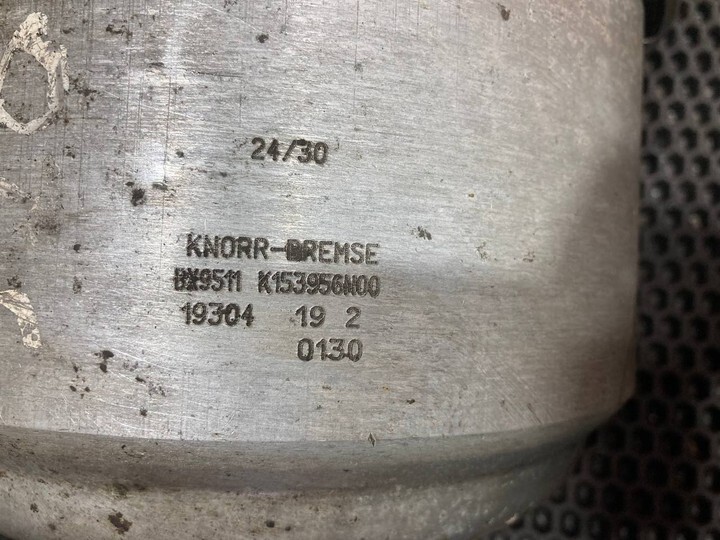 24/30
KNORR-BREMSE
BX9511 K153956N00
19304 19 2
0130